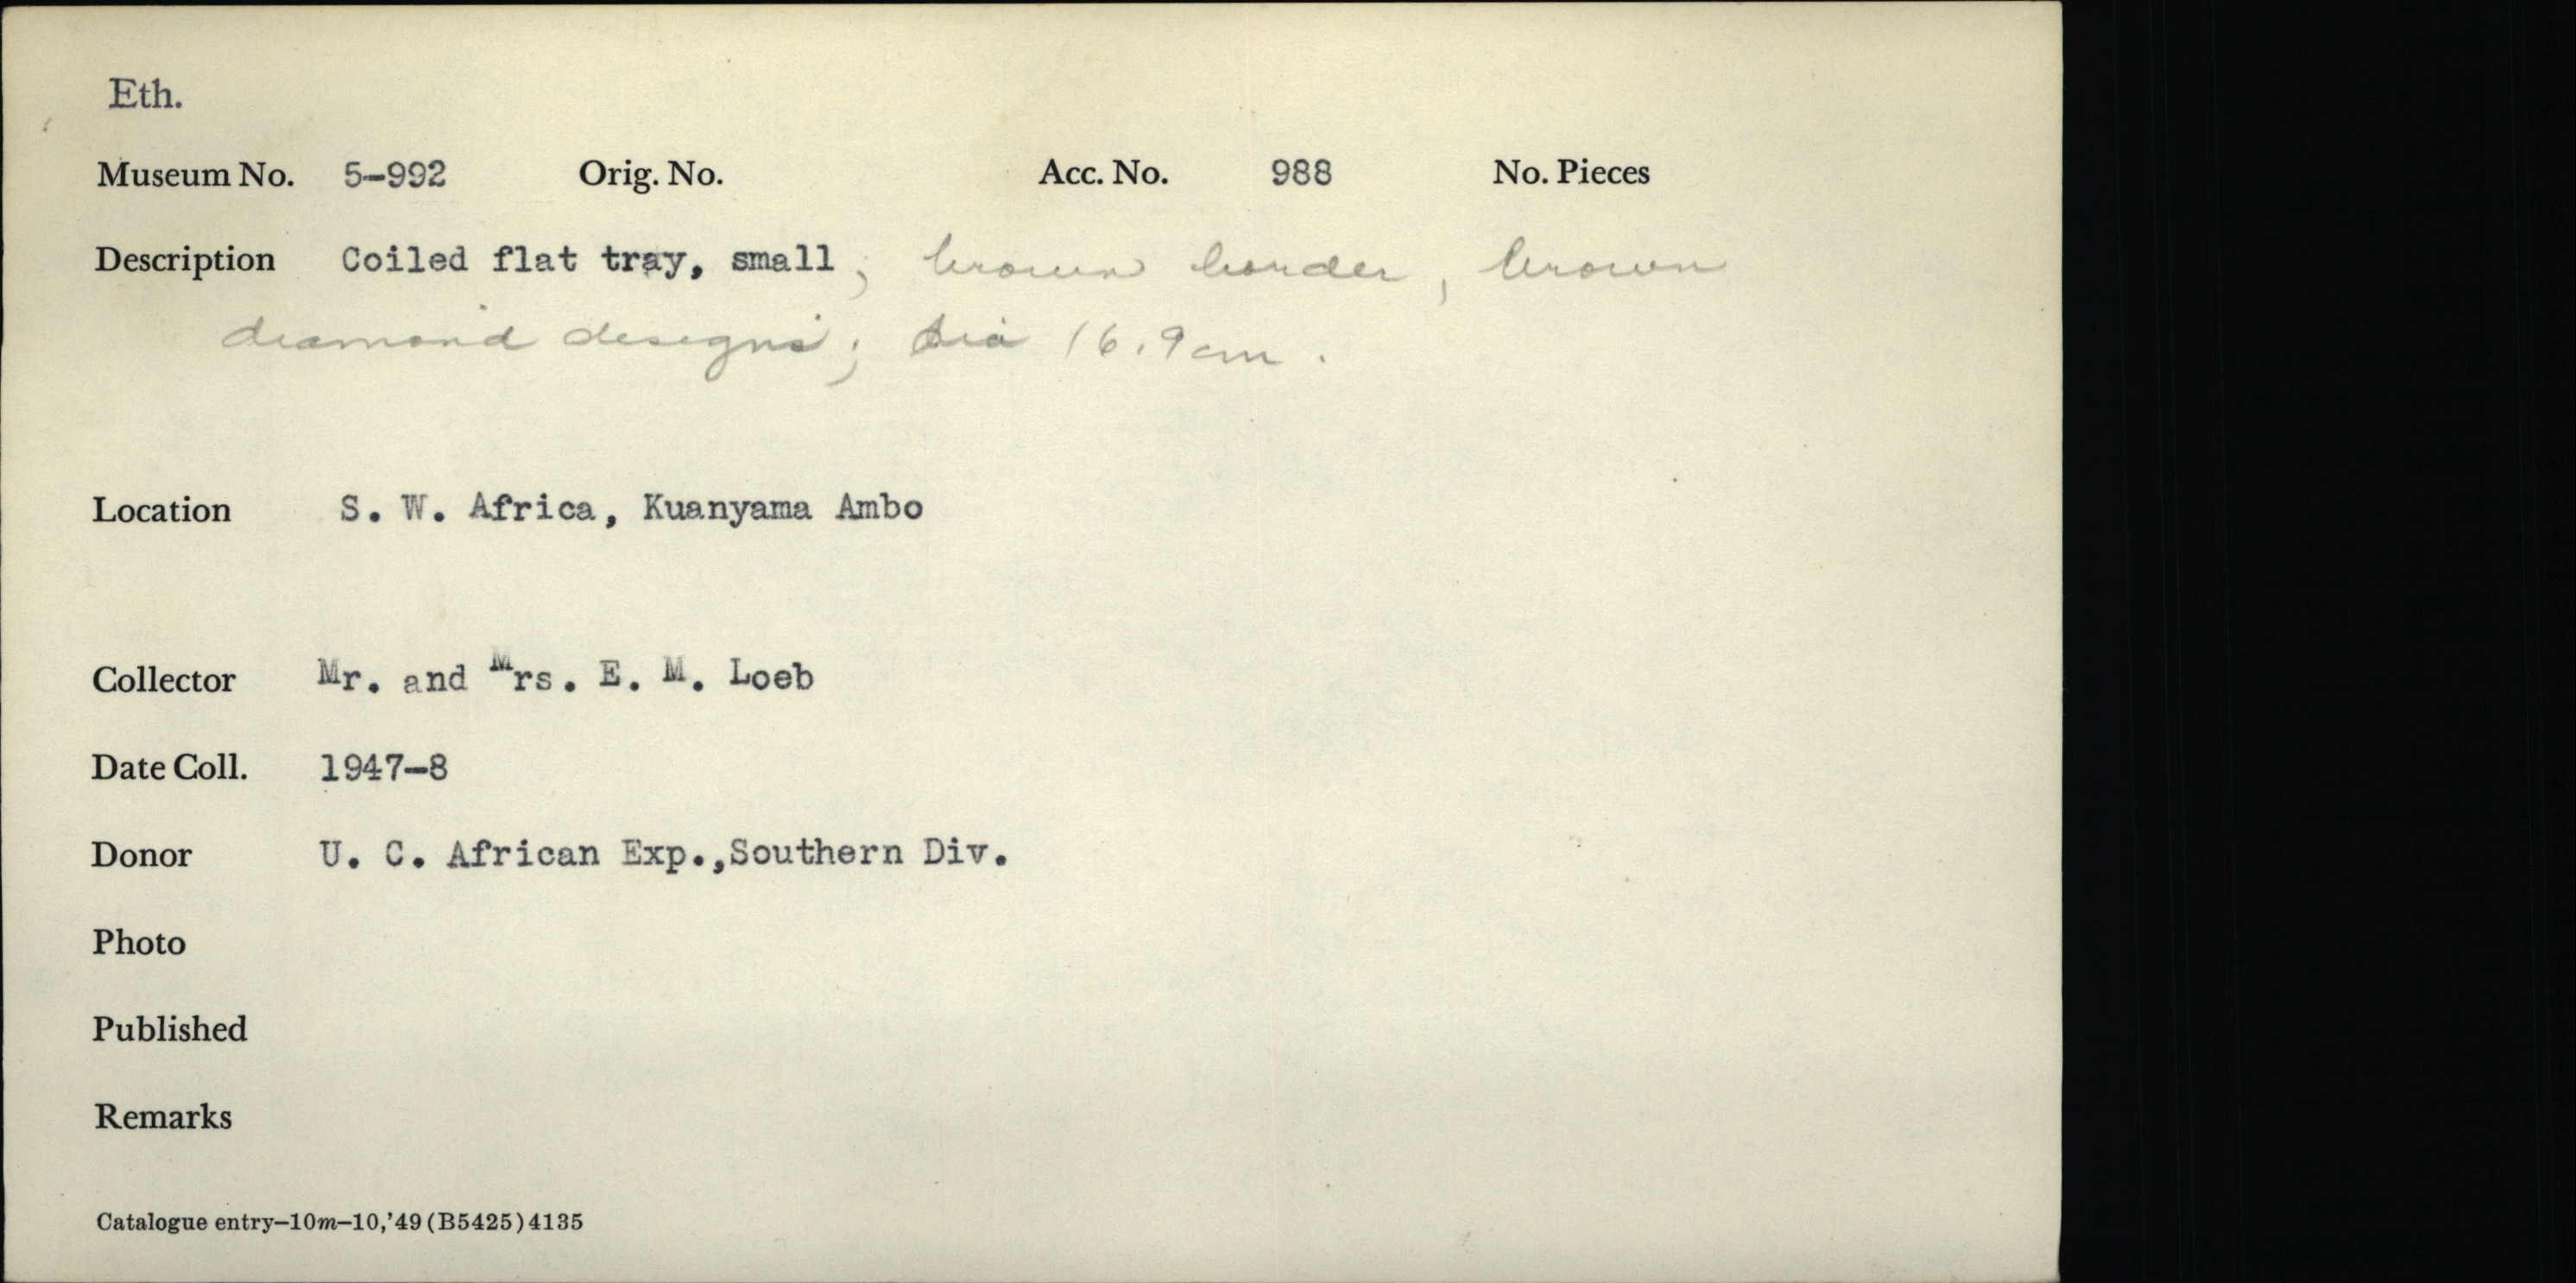 Eth.
Museum No. 5-992 Orig. No. Acc. No. 988 No. Pieces
Description Coiled flat tray, small; brown border, brown
diamond designs; dia 16.9cm.
Location S. W. Africa, Kuanyama Ambo
Collector Mr. and Mrs. E. M. Loeb
Date Coll. 1947-8
Donor U. C. African Exp.,Southern Div.
Photo
Published
Remarks
Catalogue entry—10m—10,'49(B5425)4135